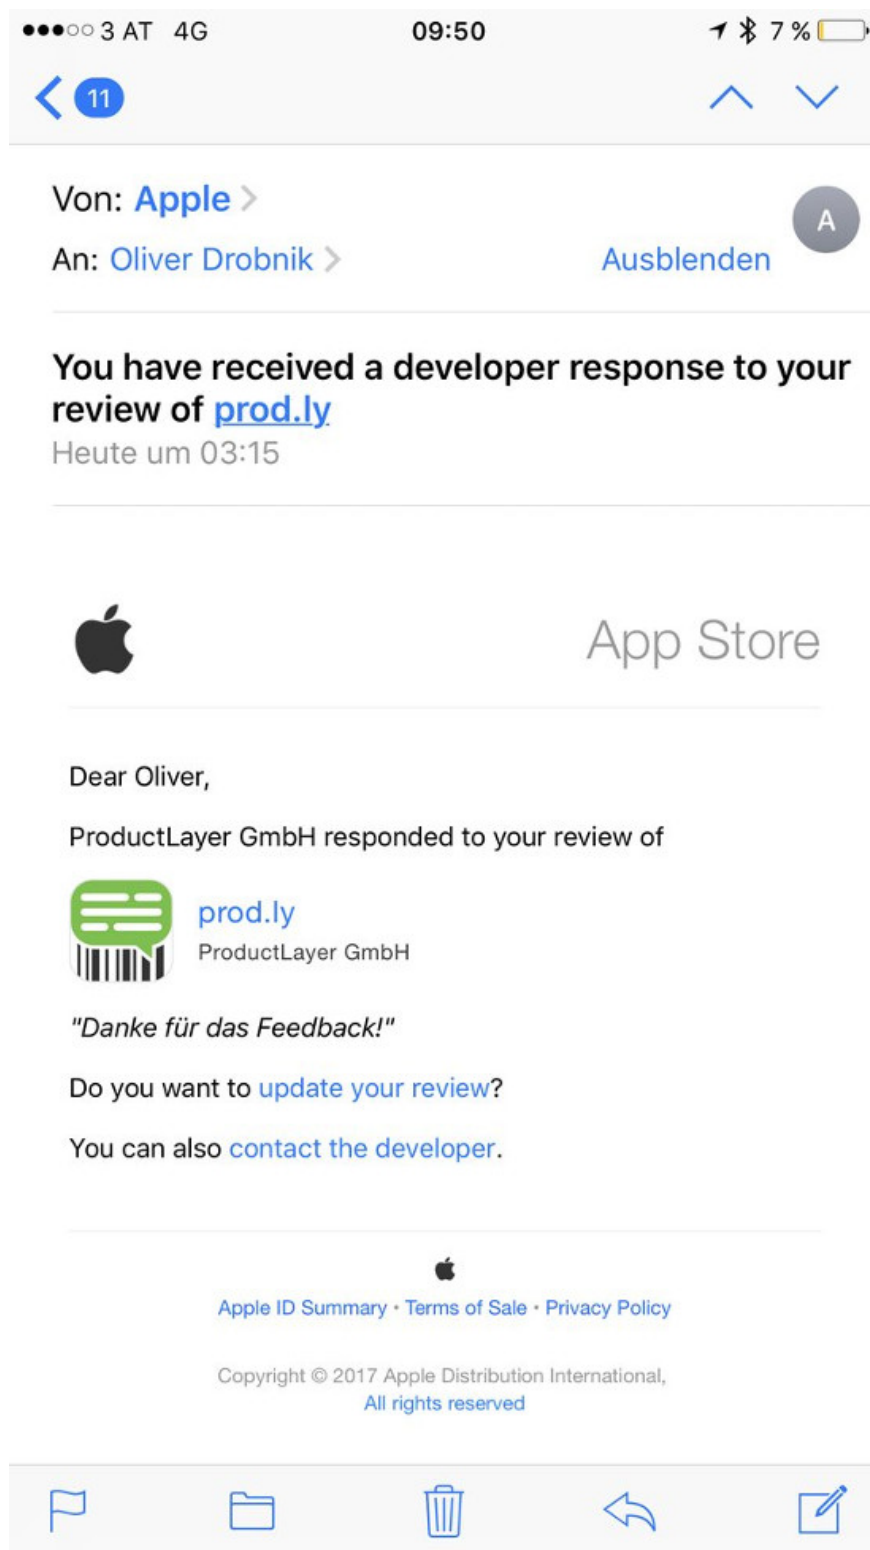 3 AT 4G 09:50 7 %
11
Von: Apple
A
An: Oliver Drobnik Ausblenden
You have received a developer response to your
review of prod.ly
Heute um 03:15
App Store
Dear Oliver,
ProductLayer GmbH responded to your review of
prod.ly
ProductLayer GmbH
"Danke für das Feedback!"
Do you want to update your review?
You can also contact the developer.
Apple ID Summary • Terms of Sale • Privacy Policy
Copyright © 2017 Apple Distribution International,
All rights reserved